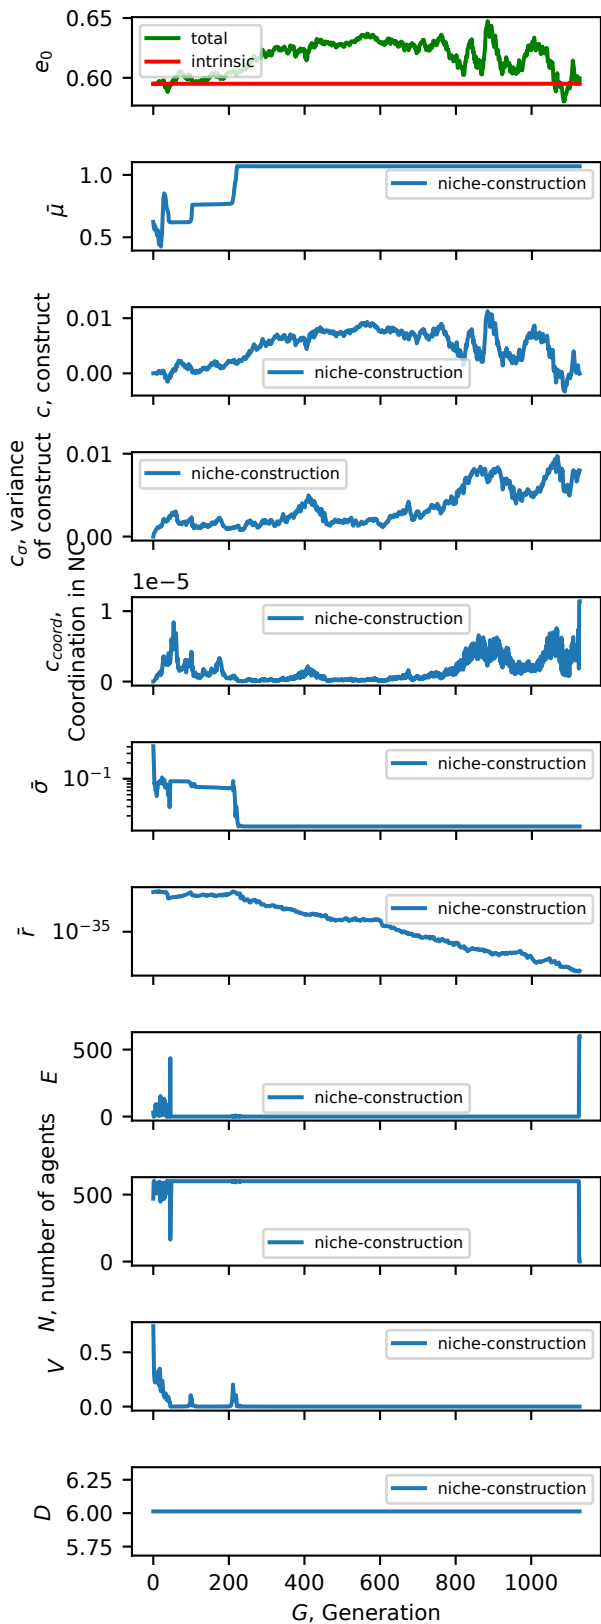 0.65
0.60
e₀
total
intrinsic
1.0
0.5
μ̄
niche-construction
0.01
0.00
c, construct
niche-construction
0.01
0.00
c_σ, variance
of construct
niche-construction
1e−5
1
0
c_coord,
Coordination in NC
niche-construction
10⁻¹
σ̄
niche-construction
10⁻³⁵
r̄
niche-construction
500
0
E
niche-construction
500
0
N, number of agents
niche-construction
0.5
0.0
V
niche-construction
6.25
6.00
5.75
D
niche-construction
0 200 400 600 800 1000
G, Generation